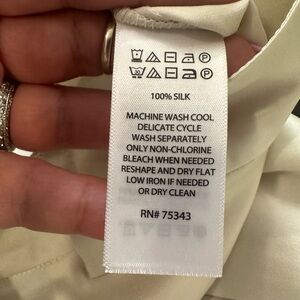 100% SILK
MACHINE WASH COOL
DELICATE CYCLE
WASH SEPARATELY
ONLY NON-CHLORINE
BLEACH WHEN NEEDED
RESHAPE AND DRY FLAT
LOW IRON IF NEEDED
OR DRY CLEAN
RN# 75343